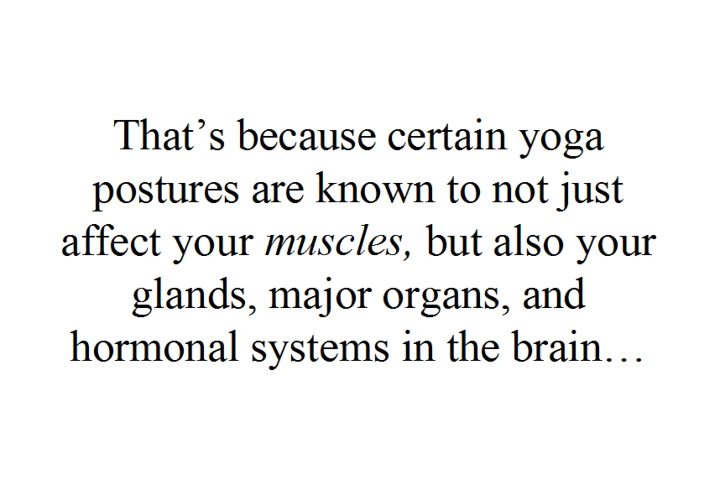 That’s because certain yoga
postures are known to not just
affect your muscles, but also your
glands, major organs, and
hormonal systems in the brain…